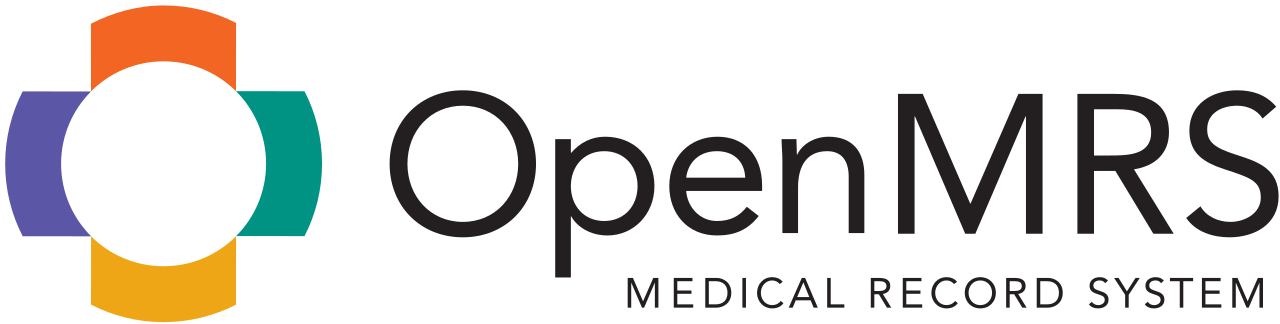 OpenMRS
MEDICAL RECORD SYSTEM